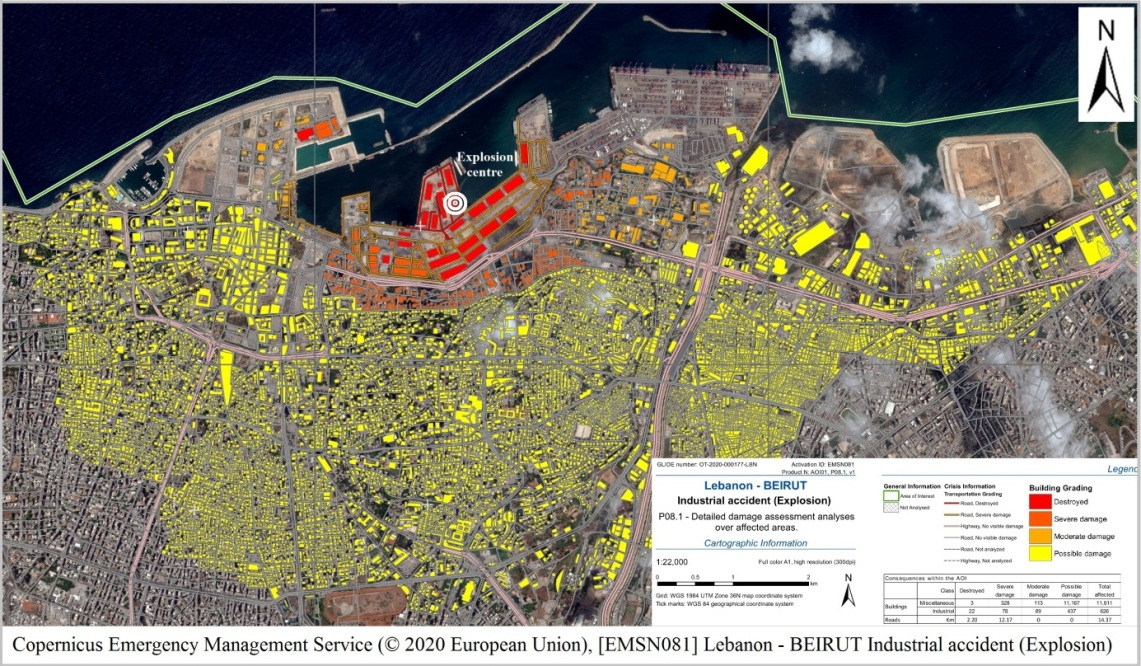 N
Explosion
centre
GLIDE number: OT-2020-000177-LBN
Activation ID: EMSN081
Product N: AOI01, P08.1, v1
Lebanon - BEIRUT
Industrial accident (Explosion)
P08.1 - Detailed damage assessment analyses
over affected areas.
Cartographic Information
1:22,000
Full color A1, high resolution (300dpi)
0 0.5 1 2
km
N
Grid: WGS 1984 UTM Zone 36N map coordinate system
Tick marks: WGS 84 geographical coordinate system
Legend
General Information
Area of Interest
Not Analysed
Crisis Information
Transportation Grading
Road, Destroyed
Road, Severe damage
Highway, No visible damage
Road, No visible damage
Road, Not analyzed
Highway, Not analyzed
Building Grading
Destroyed
Severe damage
Moderate damage
Possible damage
Consequences within the AOI
Class Destroyed Severe damage Moderate damage Possible damage Total affected
Buildings Miscellaneous 3 328 113 11,167 11,611
Industrial 22 78 89 437 626
Roads Km 2.20 12.17 0 0 14.37
Copernicus Emergency Management Service (© 2020 European Union), [EMSN081] Lebanon - BEIRUT Industrial accident (Explosion)